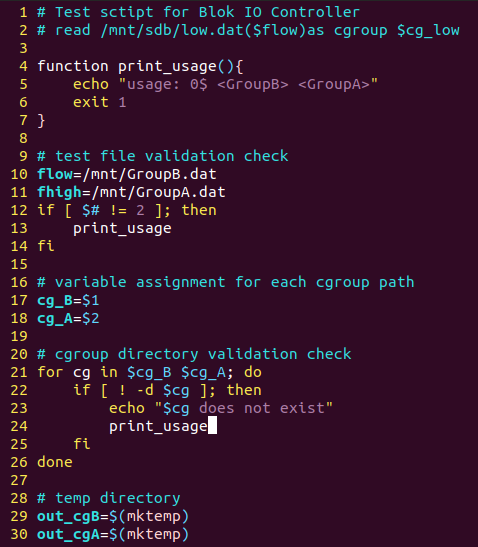 1 # Test sctipt for Blok IO Controller
2 # read /mnt/sdb/low.dat($flow)as cgroup $cg_low
3
4 function print_usage(){
5     echo "usage: 0$ <GroupB> <GroupA>"
6     exit 1
7 }
8
9 # test file validation check
10 flow=/mnt/GroupB.dat
11 fhigh=/mnt/GroupA.dat
12 if [ $# != 2 ]; then
13     print_usage
14 fi
15
16 # variable assignment for each cgroup path
17 cg_B=$1
18 cg_A=$2
19
20 # cgroup directory validation check
21 for cg in $cg_B $cg_A; do
22     if [ ! -d $cg ]; then
23         echo "$cg does not exist"
24         print_usage
25     fi
26 done
27
28 # temp directory
29 out_cgB=$(mktemp)
30 out_cgA=$(mktemp)